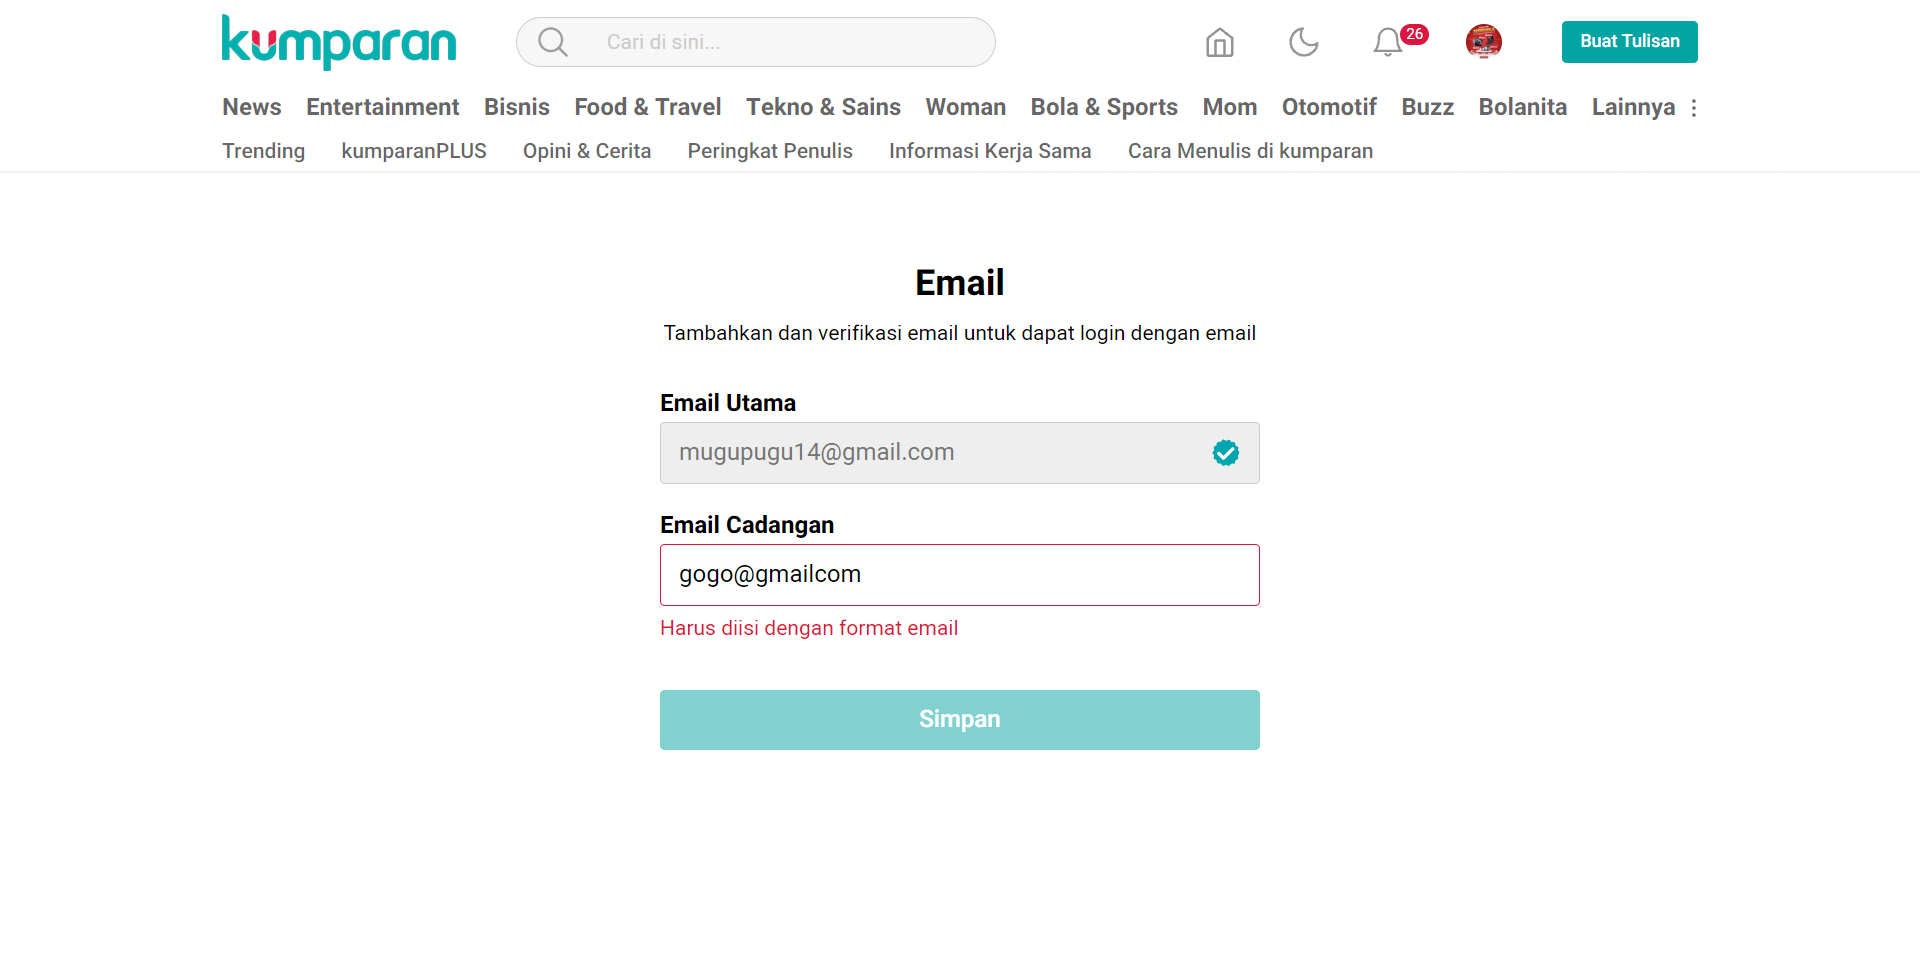 kumparan
Cari di sini...
26
Buat Tulisan
News Entertainment Bisnis Food & Travel Tekno & Sains Woman Bola & Sports Mom Otomotif Buzz Bolanita Lainnya
Trending kumparanPLUS Opini & Cerita Peringkat Penulis Informasi Kerja Sama Cara Menulis di kumparan
Email
Tambahkan dan verifikasi email untuk dapat login dengan email
Email Utama
mugupugu14@gmail.com
Email Cadangan
gogo@gmailcom
Harus diisi dengan format email
Simpan